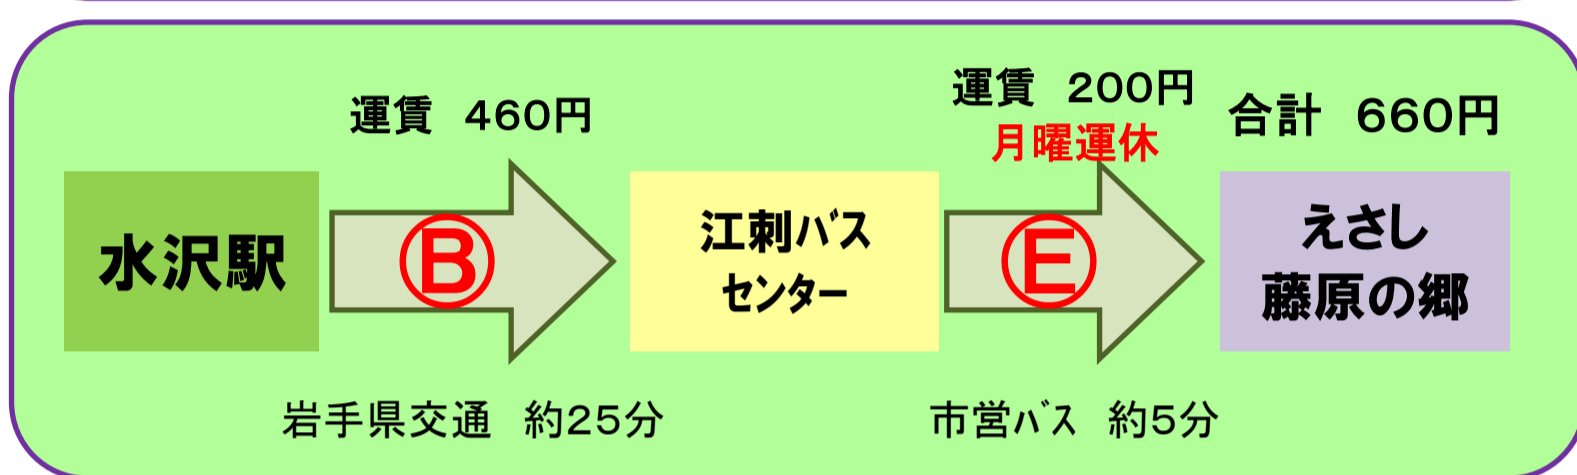 運賃　460円
運賃　200円
月曜運休
合計　660円
水沢駅
Ⓑ
江刺バス
センター
Ⓔ
えさし
藤原の郷
岩手県交通　約25分
市営バス　約5分